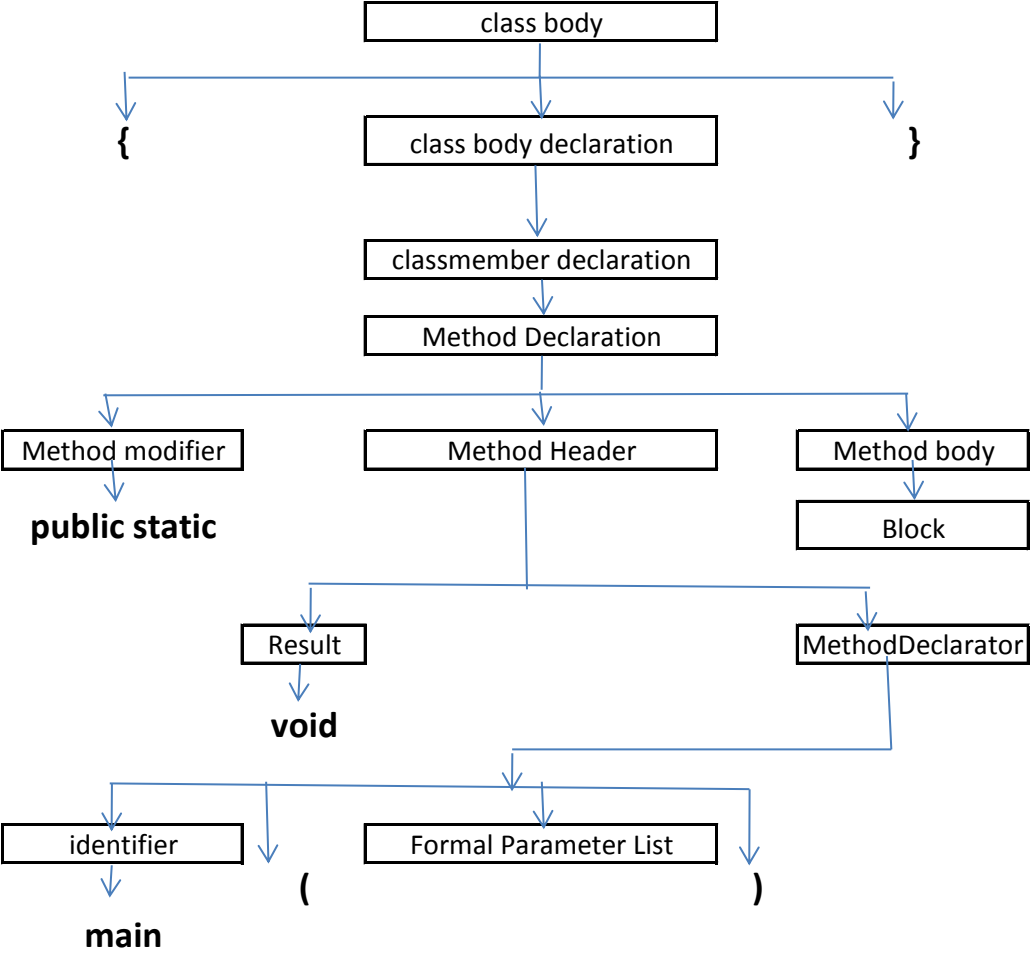 class body
{
class body declaration
}
classmember declaration
Method Declaration
Method modifier
Method Header
Method body
public static
Block
Result
MethodDeclarator
void
identifier
Formal Parameter List
(
)
main